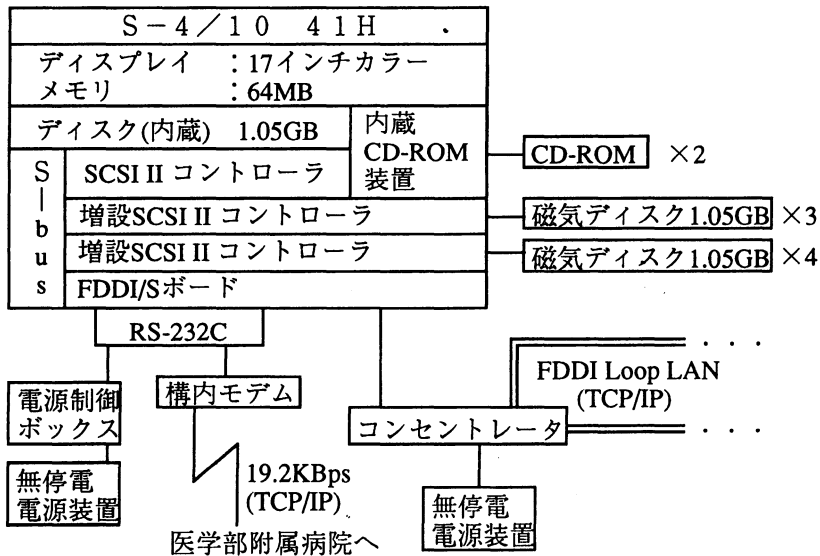 S－4／10 41H
ディスプレイ ：17インチカラー
メモリ ：64MB
ディスク(内蔵) 1.05GB
内蔵
CD-ROM
装置
CD-ROM ×2
S-bus
SCSI II コントローラ
増設SCSI II コントローラ
磁気ディスク1.05GB ×3
増設SCSI II コントローラ
磁気ディスク1.05GB ×4
FDDI/Sボード
RS-232C
電源制御
ボックス
構内モデム
FDDI Loop LAN
(TCP/IP)
コンセントレータ
無停電
電源装置
19.2KBps
(TCP/IP)
医学部附属病院へ
無停電
電源装置